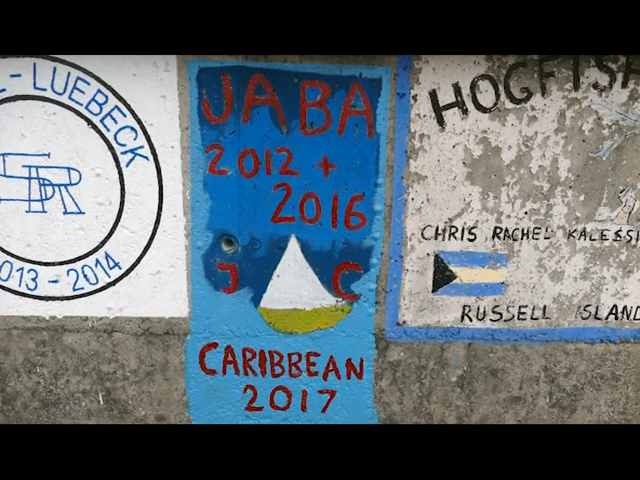 -LUEBECK
2013 - 2014
JABA
2012 +
2016
J C
CARIBBEAN
2017
HOGFISH
CHRIS RACHEL KALESSI
RUSSELL ISLAND